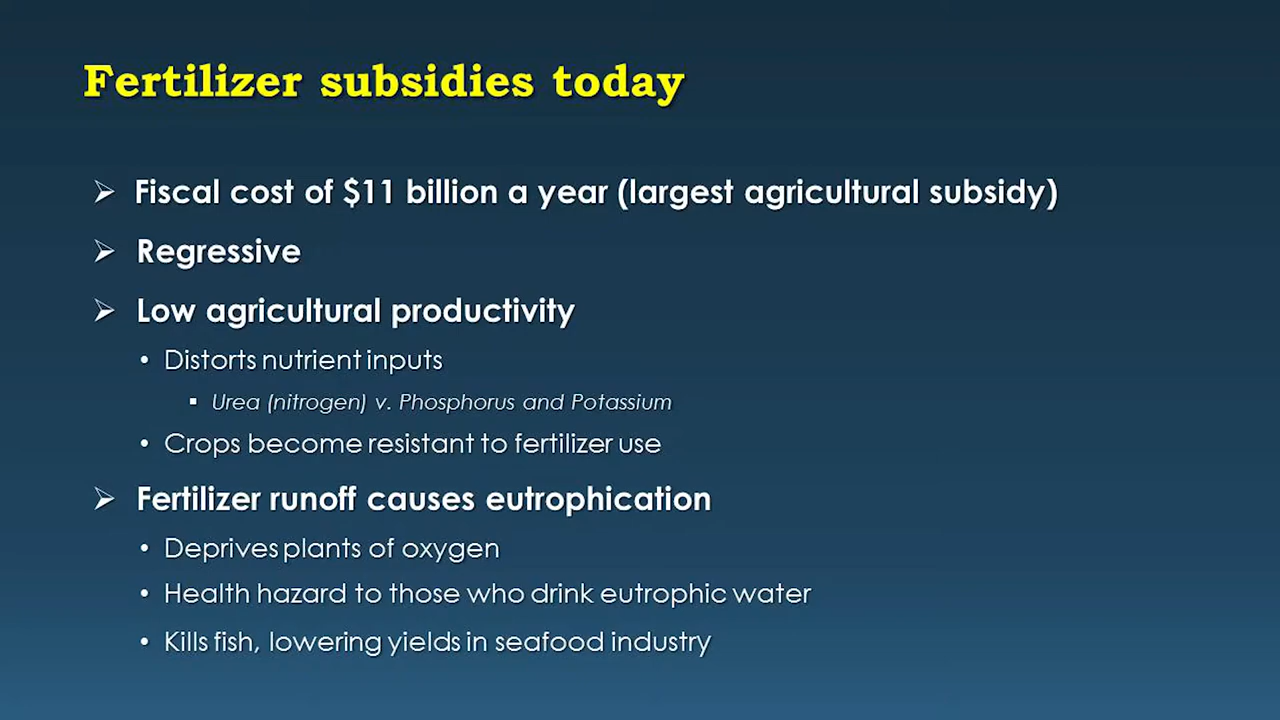 Fertilizer subsidies today
Fiscal cost of $11 billion a year (largest agricultural subsidy)
Regressive
Low agricultural productivity
Distorts nutrient inputs
Urea (nitrogen) v. Phosphorus and Potassium
Crops become resistant to fertilizer use
Fertilizer runoff causes eutrophication
Deprives plants of oxygen
Health hazard to those who drink eutrophic water
Kills fish, lowering yields in seafood industry